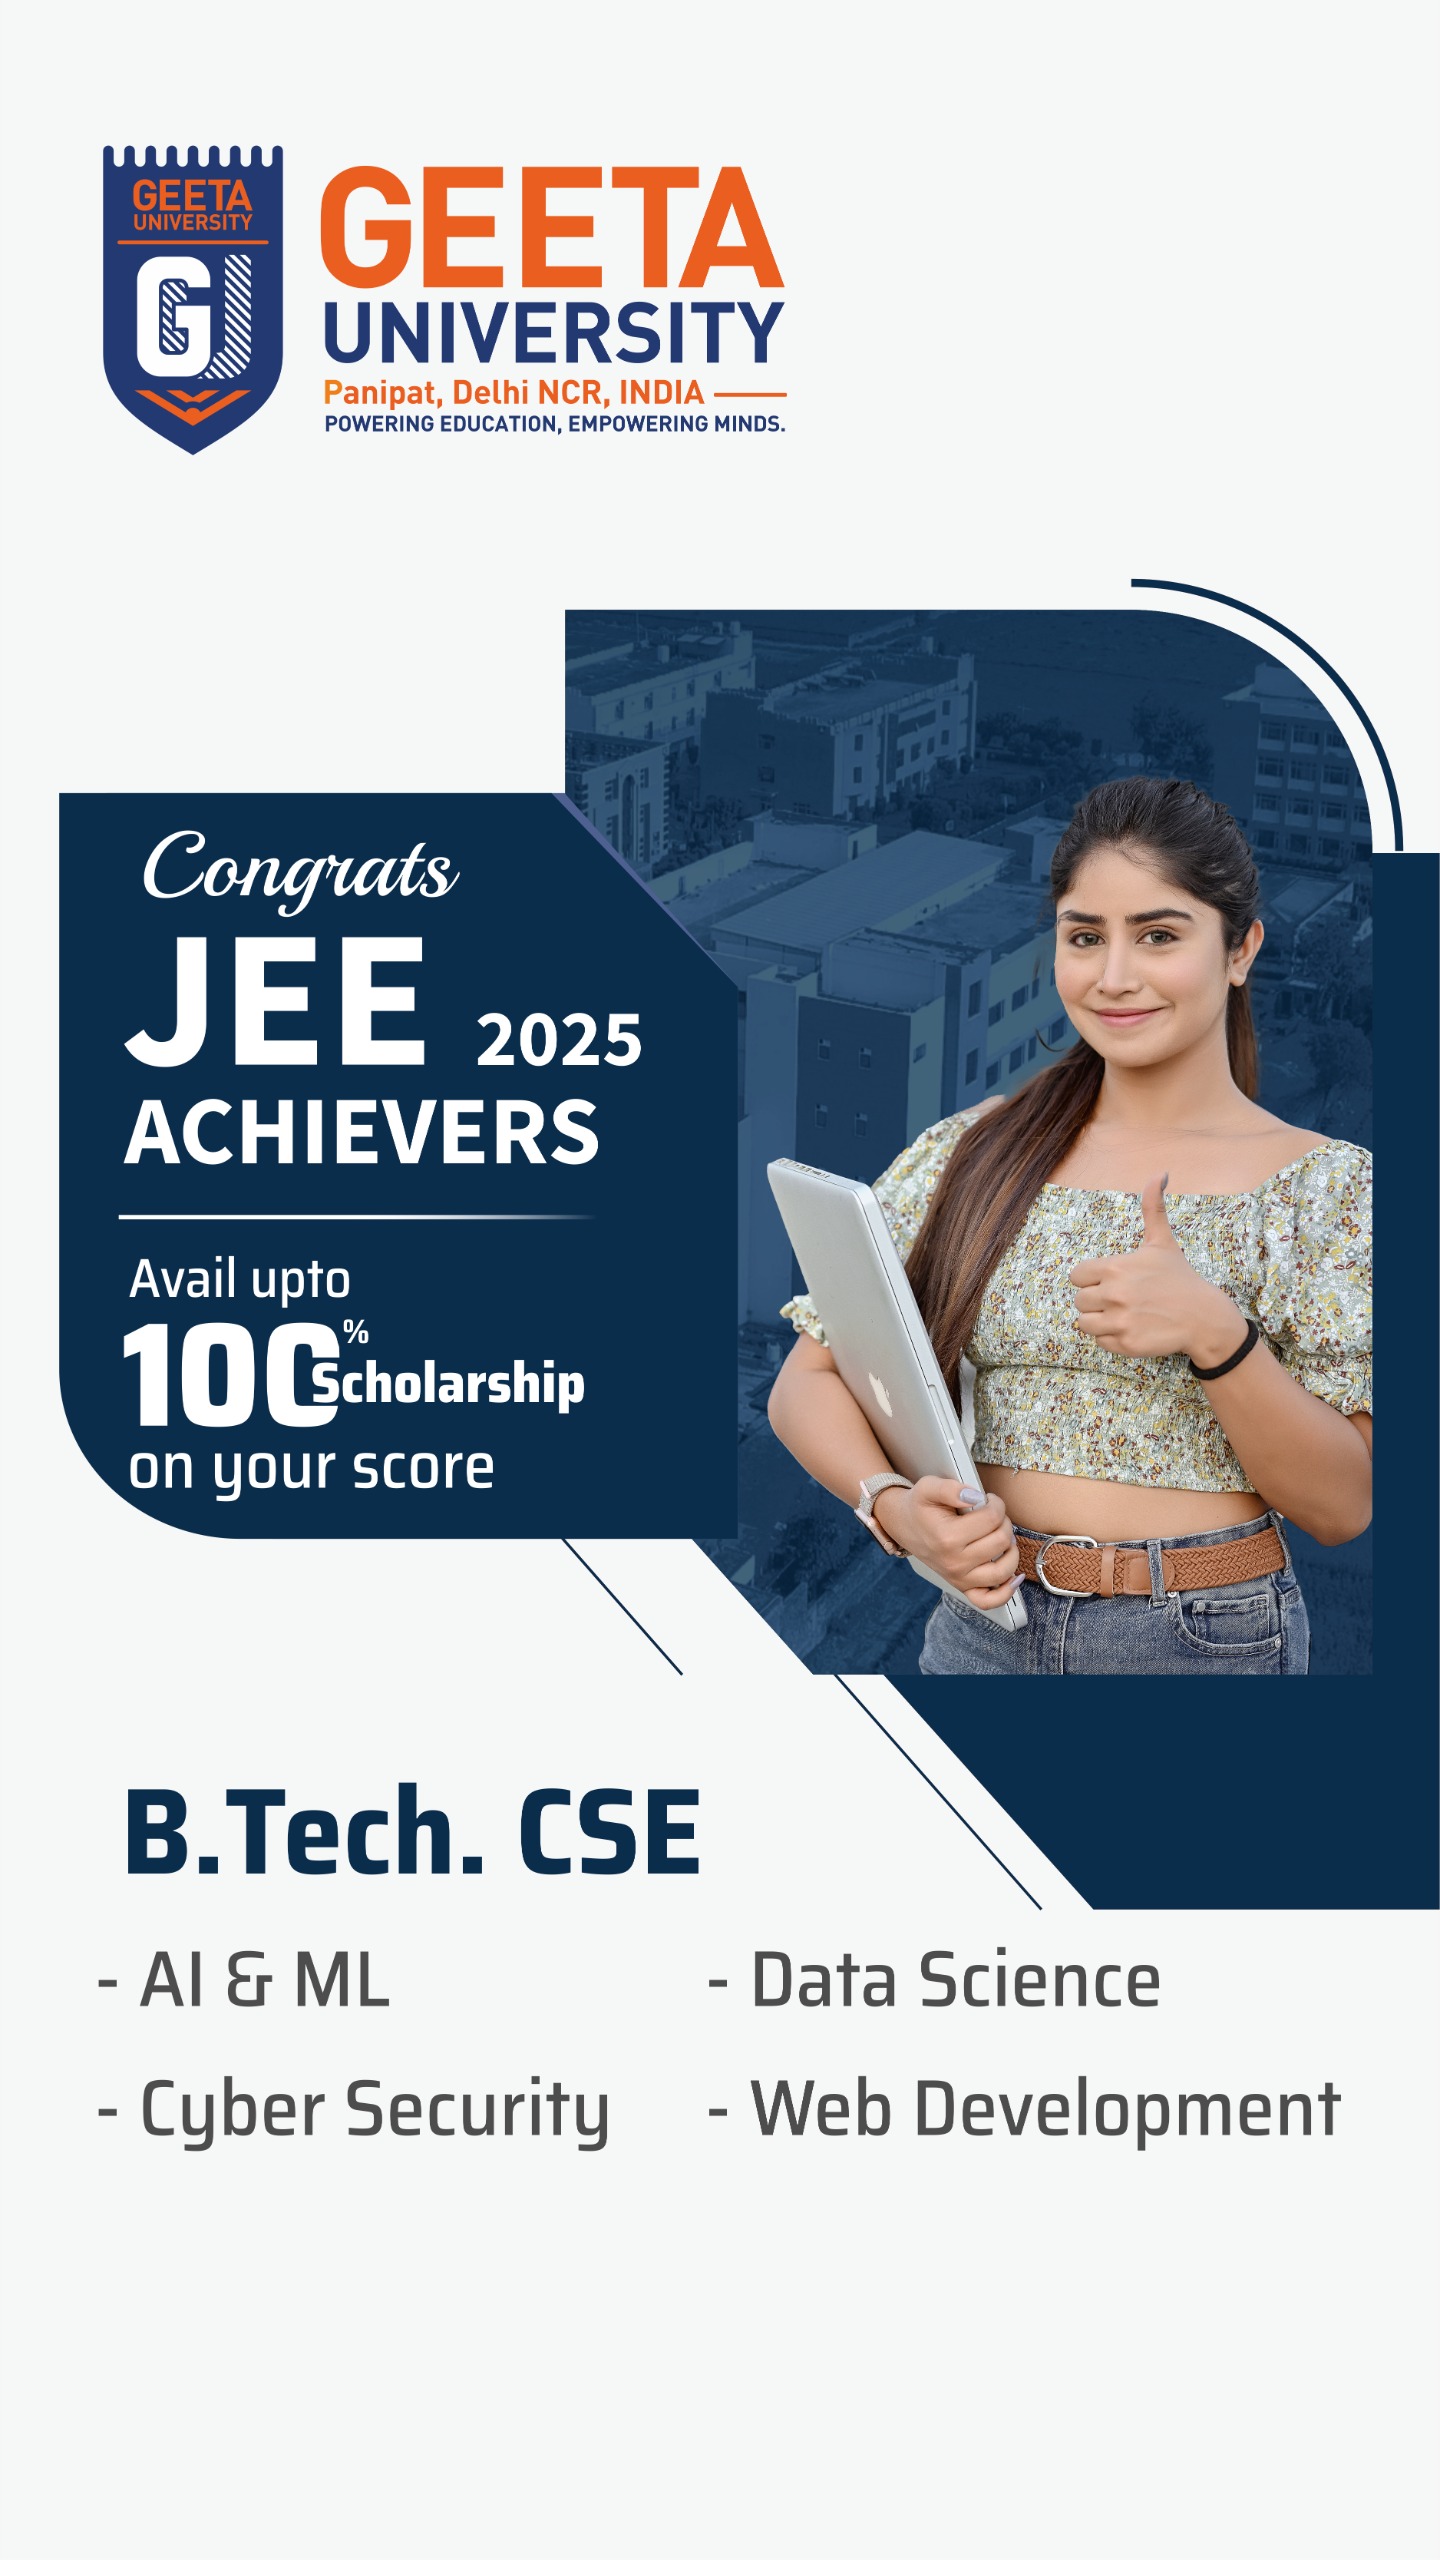 GEETA
UNIVERSITY
GU
GEETA
UNIVERSITY
Panipat, Delhi NCR, INDIA
POWERING EDUCATION, EMPOWERING MINDS.
Congrats
JEE 2025
ACHIEVERS
Avail upto
100% Scholarship
on your score
B.Tech. CSE
- AI & ML
- Data Science
- Cyber Security
- Web Development